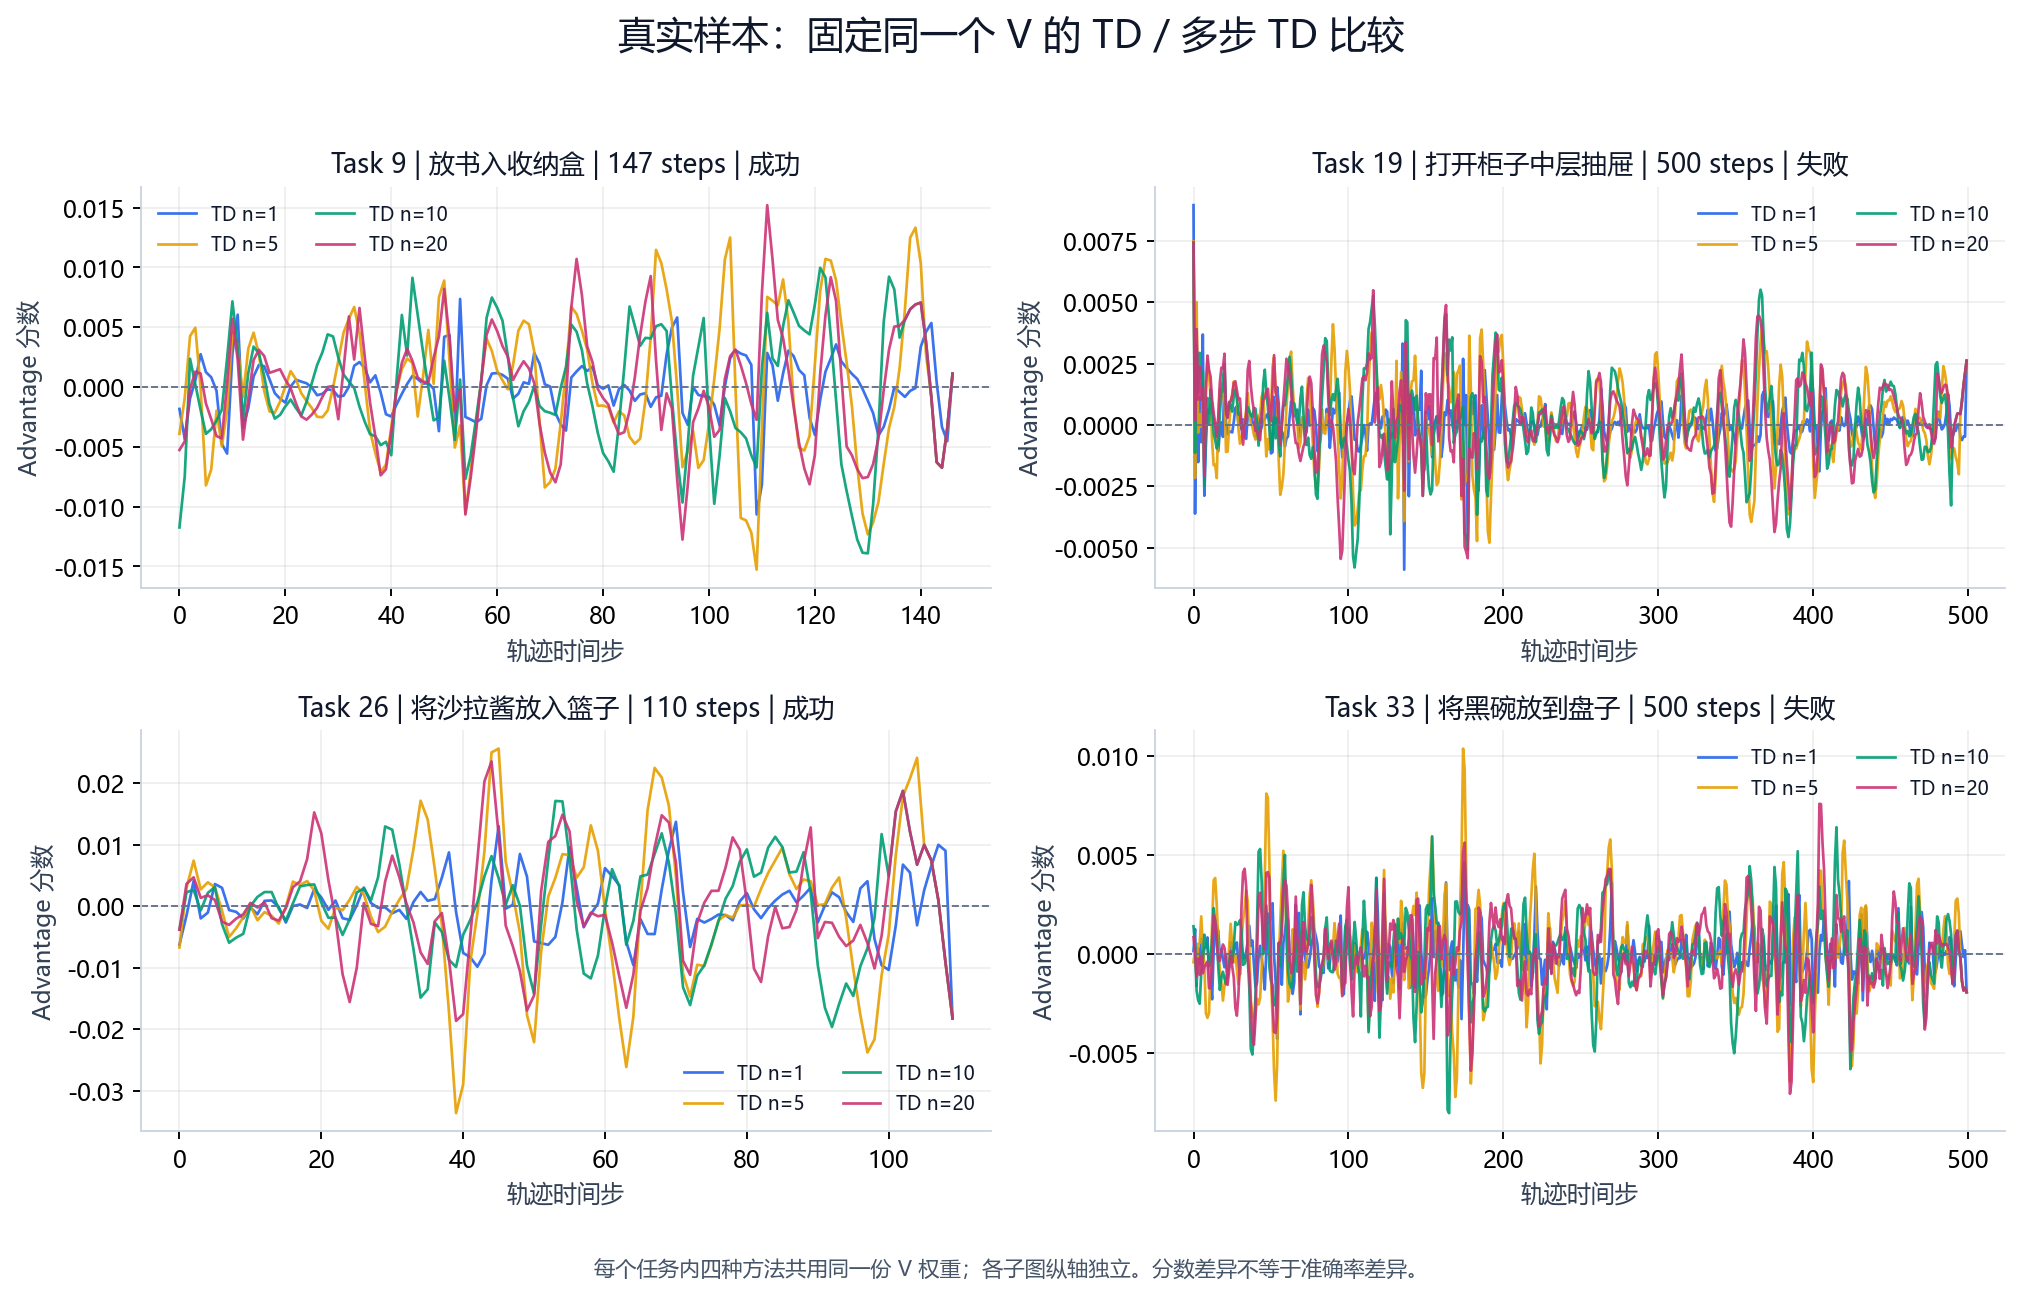 真实样本：固定同一个 V 的 TD / 多步 TD 比较
Task 9 | 放书入收纳盒 | 147 steps | 成功
TD n=1
TD n=5
TD n=10
TD n=20
Advantage 分数
0.015
0.010
0.005
0.000
-0.005
-0.010
-0.015
0 20 40 60 80 100 120 140
轨迹时间步
Task 19 | 打开柜子中层抽屉 | 500 steps | 失败
TD n=1
TD n=5
TD n=10
TD n=20
Advantage 分数
0.0075
0.0050
0.0025
0.0000
-0.0025
-0.0050
0 100 200 300 400 500
轨迹时间步
Task 26 | 将沙拉酱放入篮子 | 110 steps | 成功
Advantage 分数
0.02
0.01
0.00
-0.01
-0.02
-0.03
TD n=1
TD n=5
TD n=10
TD n=20
0 20 40 60 80 100
轨迹时间步
Task 33 | 将黑碗放到盘子 | 500 steps | 失败
TD n=1
TD n=5
TD n=10
TD n=20
Advantage 分数
0.010
0.005
0.000
-0.005
0 100 200 300 400 500
轨迹时间步
每个任务内四种方法共用同一份 V 权重；各子图纵轴独立。分数差异不等于准确率差异。